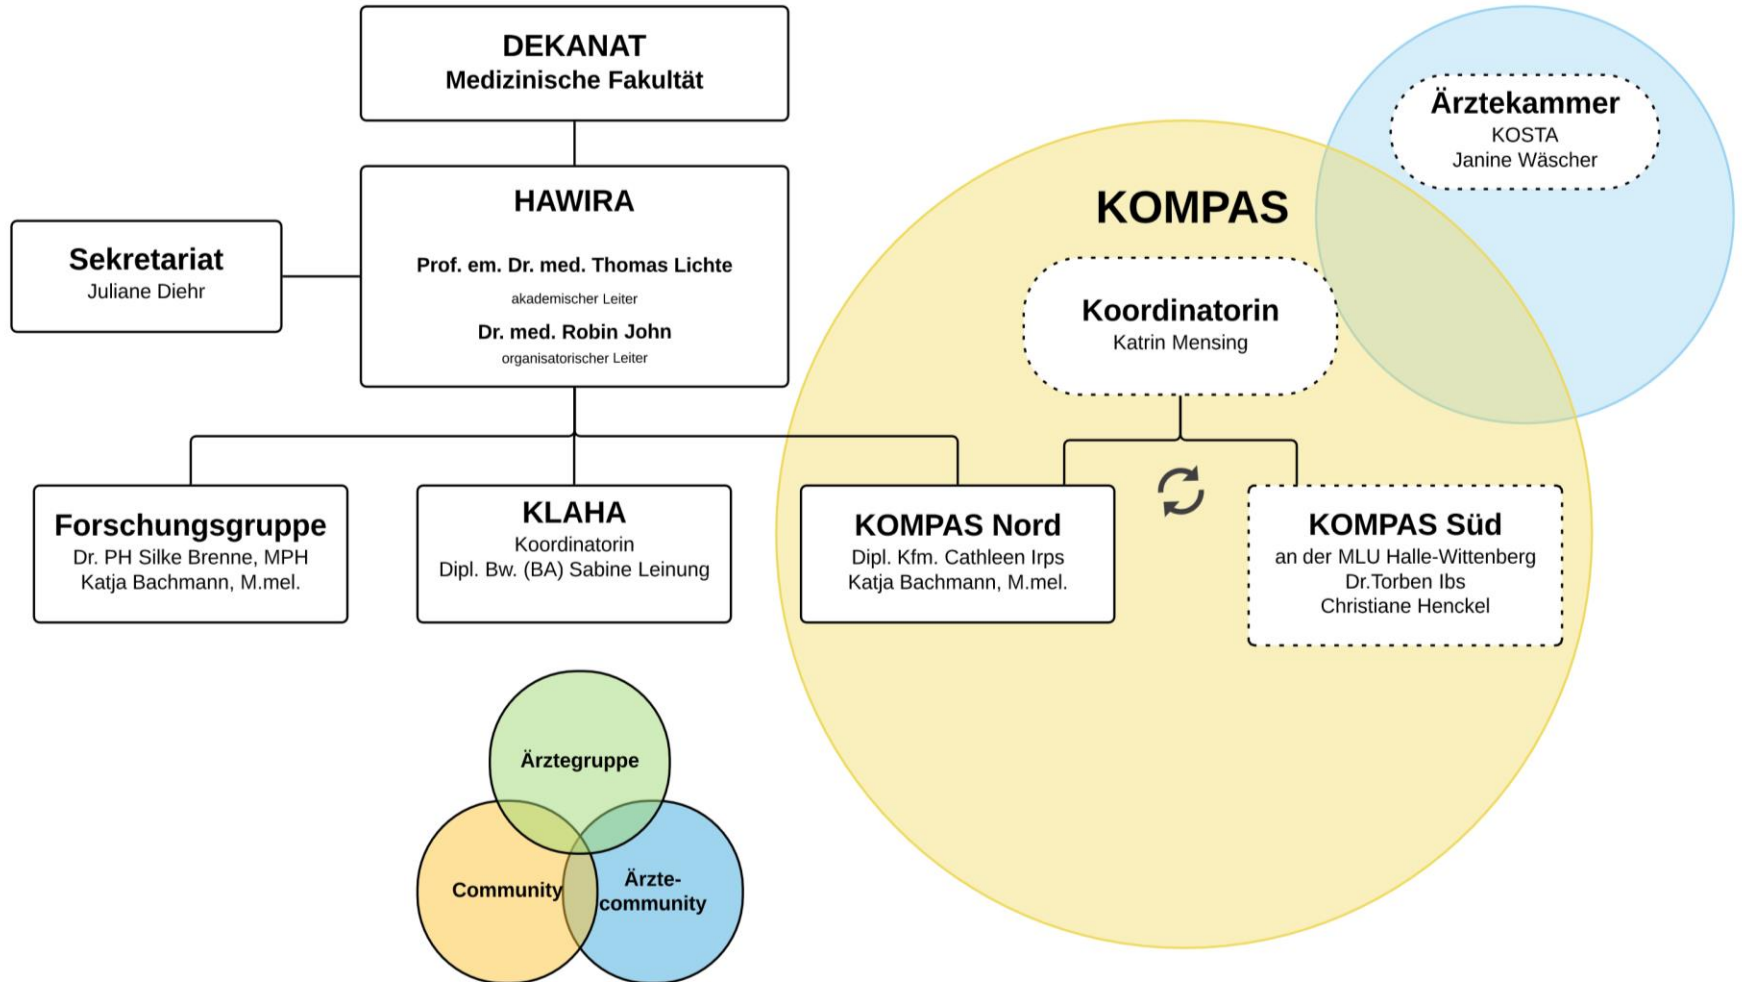 DEKANAT
Medizinische Fakultät
HAWIRA
Prof. em. Dr. med. Thomas Lichte
akademischer Leiter
Dr. med. Robin John
organisatorischer Leiter
Sekretariat
Juliane Diehr
Ärztekammer
KOSTA
Janine Wäscher
KOMPAS
Koordinatorin
Katrin Mensing
Forschungsgruppe
Dr. PH Silke Brenne, MPH
Katja Bachmann, M.mel.
KLAHA
Koordinatorin
Dipl. Bw. (BA) Sabine Leinung
KOMPAS Nord
Dipl. Kfm. Cathleen Irps
Katja Bachmann, M.mel.
KOMPAS Süd
an der MLU Halle-Wittenberg
Dr.Torben Ibs
Christiane Henckel
Ärztegruppe
Community
Ärzte-
community